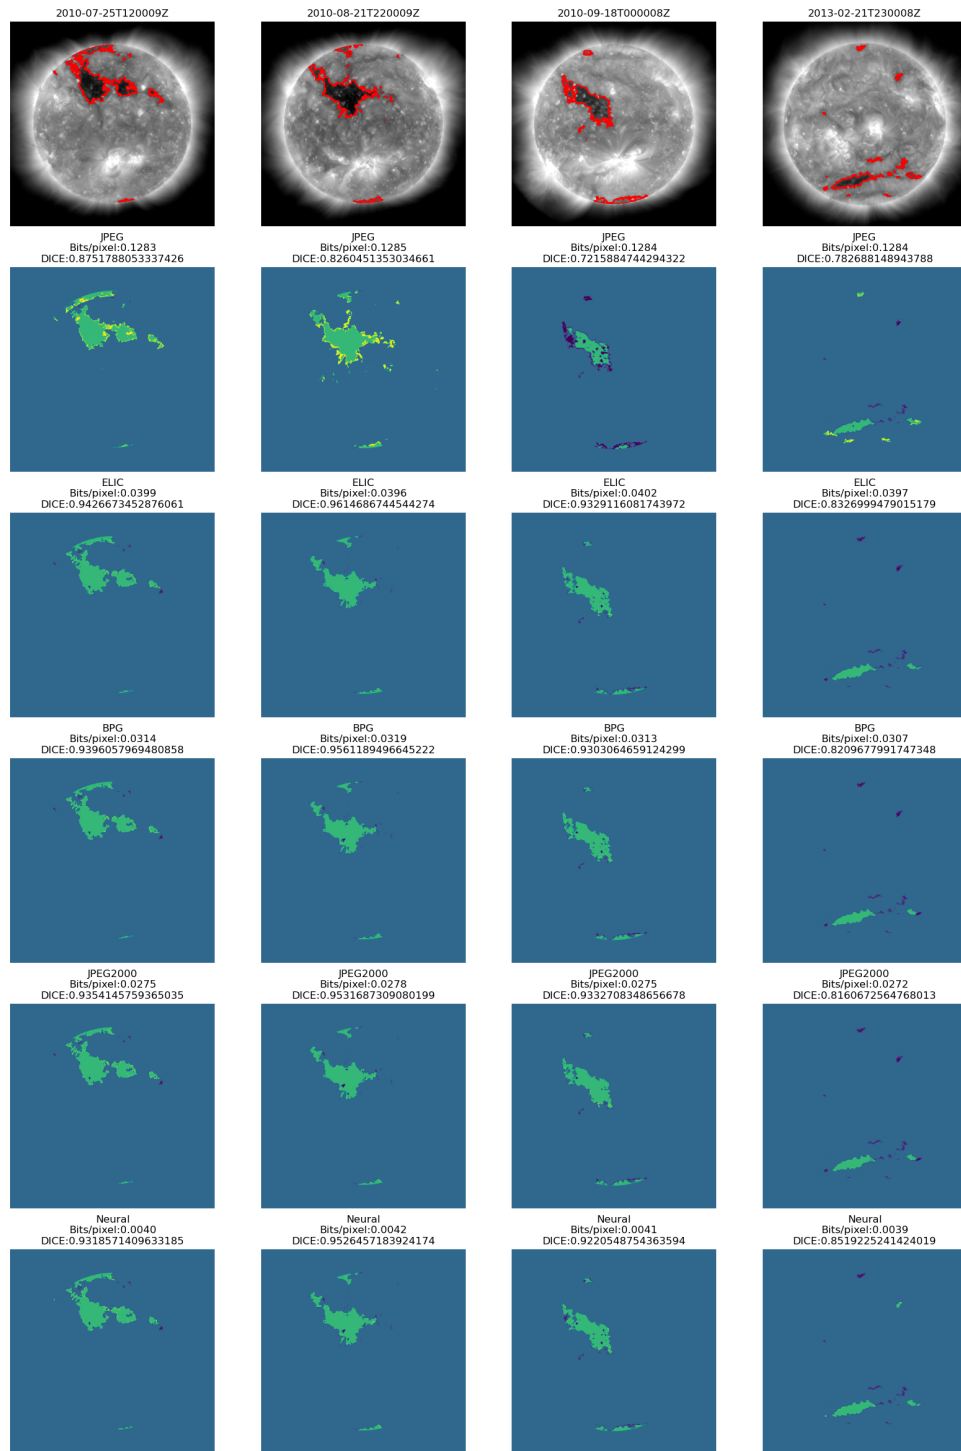 2010-07-25T120009Z
2010-08-21T220009Z
2010-09-18T000008Z
2013-02-21T230008Z
JPEG
Bits/pixel:0.1283
DICE:0.8751788053337426
JPEG
Bits/pixel:0.1285
DICE:0.8260451353034661
JPEG
Bits/pixel:0.1284
DICE:0.7215884744294322
JPEG
Bits/pixel:0.1284
DICE:0.782688148943788
ELIC
Bits/pixel:0.0399
DICE:0.9426673452876061
ELIC
Bits/pixel:0.0396
DICE:0.9614686744544274
ELIC
Bits/pixel:0.0402
DICE:0.9329116081743972
ELIC
Bits/pixel:0.0397
DICE:0.8326999479015179
BPG
Bits/pixel:0.0314
DICE:0.9396057969480858
BPG
Bits/pixel:0.0319
DICE:0.9561189496645222
BPG
Bits/pixel:0.0313
DICE:0.9303064659124299
BPG
Bits/pixel:0.0307
DICE:0.8209677991747348
JPEG2000
Bits/pixel:0.0275
DICE:0.9354145759365035
JPEG2000
Bits/pixel:0.0278
DICE:0.9531687309080199
JPEG2000
Bits/pixel:0.0275
DICE:0.9332708348656678
JPEG2000
Bits/pixel:0.0272
DICE:0.8160672564768013
Neural
Bits/pixel:0.0040
DICE:0.9318571409633185
Neural
Bits/pixel:0.0042
DICE:0.9526457183924174
Neural
Bits/pixel:0.0041
DICE:0.9220548754363594
Neural
Bits/pixel:0.0039
DICE:0.8519225241424019